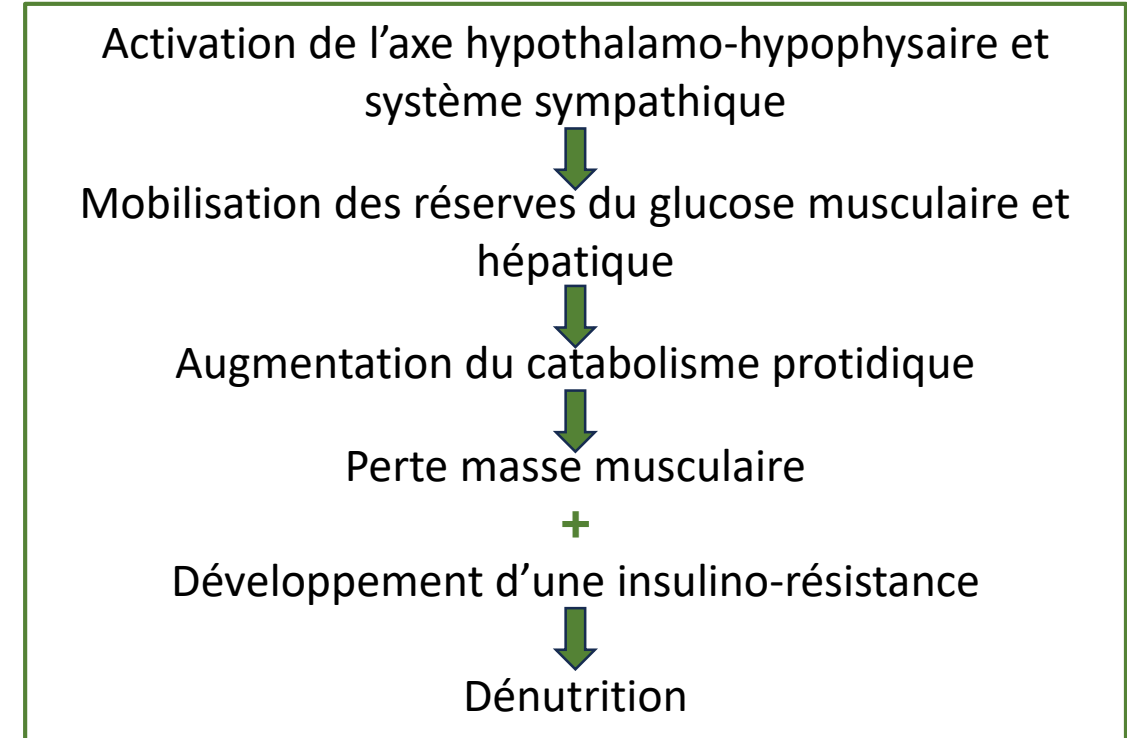 Activation de l’axe hypothalamo-hypophysaire et
système sympathique
Mobilisation des réserves du glucose musculaire et
hépatique
Augmentation du catabolisme protidique
Perte masse musculaire
+
Développement d’une insulino-résistance
Dénutrition